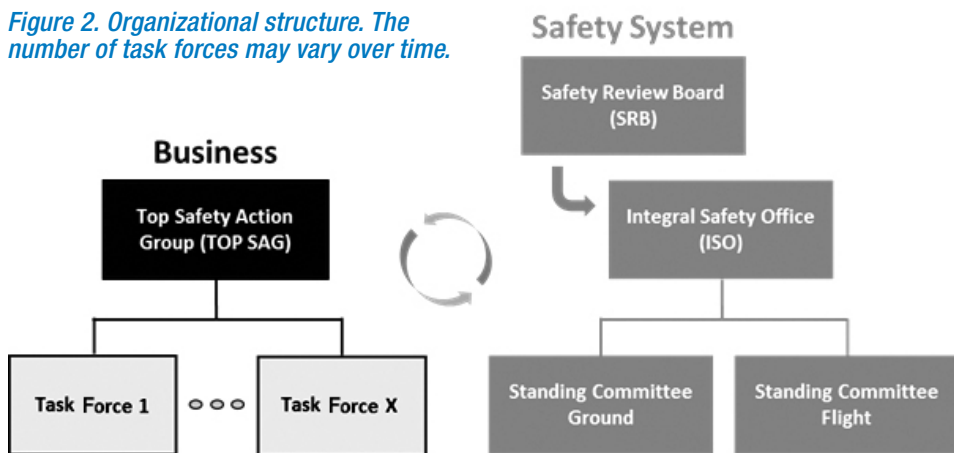 Figure 2. Organizational structure. The
number of task forces may vary over time.
Safety System
Safety Review Board
(SRB)
Business
Top Safety Action
Group (TOP SAG)
Integral Safety Office
(ISO)
Task Force 1
Task Force X
Standing Committee
Ground
Standing Committee
Flight